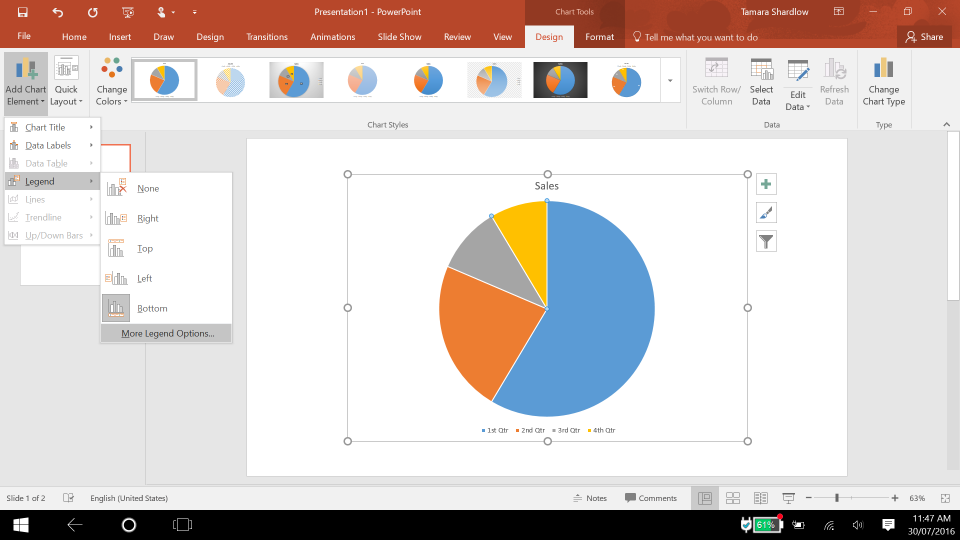 Presentation1 - PowerPoint
Chart Tools
Tamara Shardlow
File
Home
Insert
Draw
Design
Transitions
Animations
Slide Show
Review
View
Design
Format
Tell me what you want to do
Share
Add Chart
Element
Quick
Layout
Change
Colors
Chart Styles
Switch Row/
Column
Select
Data
Edit
Data
Refresh
Data
Data
Change
Chart Type
Type
Chart Title
Data Labels
Data Table
Legend
Lines
Trendline
Up/Down Bars
None
Right
Top
Left
Bottom
More Legend Options...
Sales
1st Qtr 2nd Qtr 3rd Qtr 4th Qtr
Slide 1 of 2
English (United States)
Notes
Comments
63%
61%
11:47 AM
30/07/2016